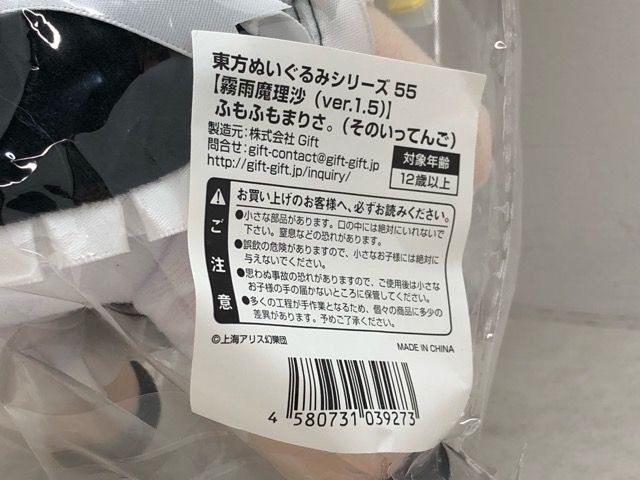 東方ぬいぐるみシリーズ 55
【霧雨魔理沙（ver.1.5）】
ふもふもまりさ。（そのいってんご）
製造元：株式会社 Gift
問合せ：gift-contact@gift-gift.jp
http://gift-gift.jp/inquiry/
対象年齢
12歳以上
ご注意
お買い上げのお客様へ、必ずお読みください。
●小さな部品があります。口の中には絶対にいれないで
下さい。窒息などの恐れがあります。
●誤飲の危険がありますので、小さなお子様には絶対に
与えないでください。
●思わぬ事故の恐れがありますので、ご使用後は小さな
お子様の手の届かないところに保管してください。
●多くの工程が手作業となるため、個々の商品に多少の
差異があります。予めご了承ください。
©上海アリス幻樂団
MADE IN CHINA
4 580731 039273